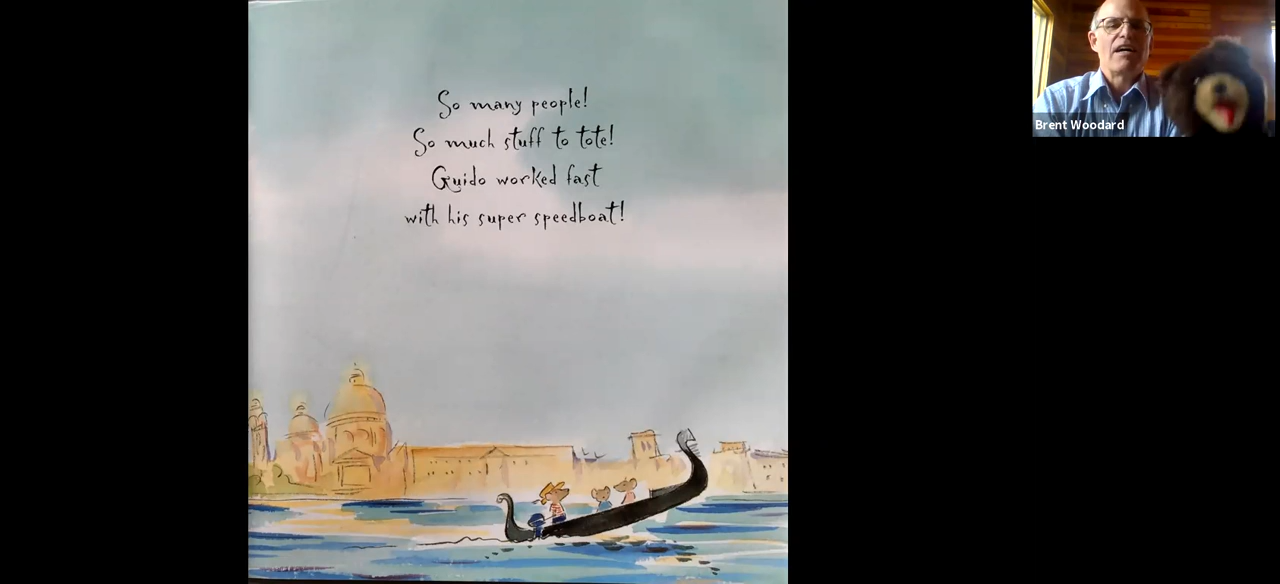 So many people!
So much stuff to tote!
Guido worked fast
with his super speedboat!
Brent Woodard